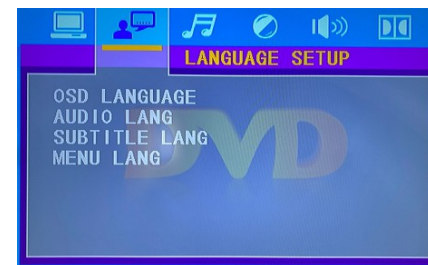 LANGUAGE SETUP
OSD LANGUAGE
AUDIO LANG
SUBTITLE LANG
MENU LANG
DVD